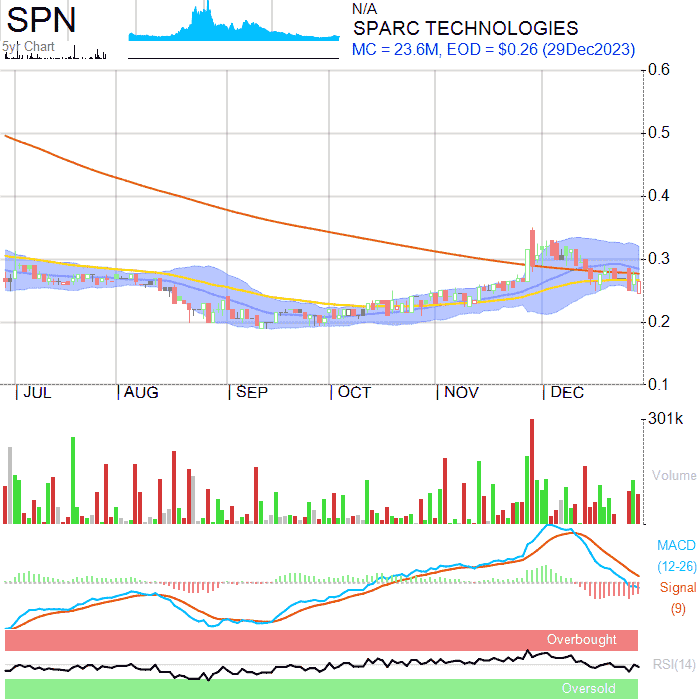 SPN
5yr Chart
N/A
SPARC TECHNOLOGIES
MC = 23.6M, EOD = $0.26 (29Dec2023)
0.6
0.5
0.4
0.3
0.2
0.1
JUL AUG SEP OCT NOV DEC
301k
Volume
MACD
(12-26)
Signal
(9)
Overbought
RSI(14)
Oversold